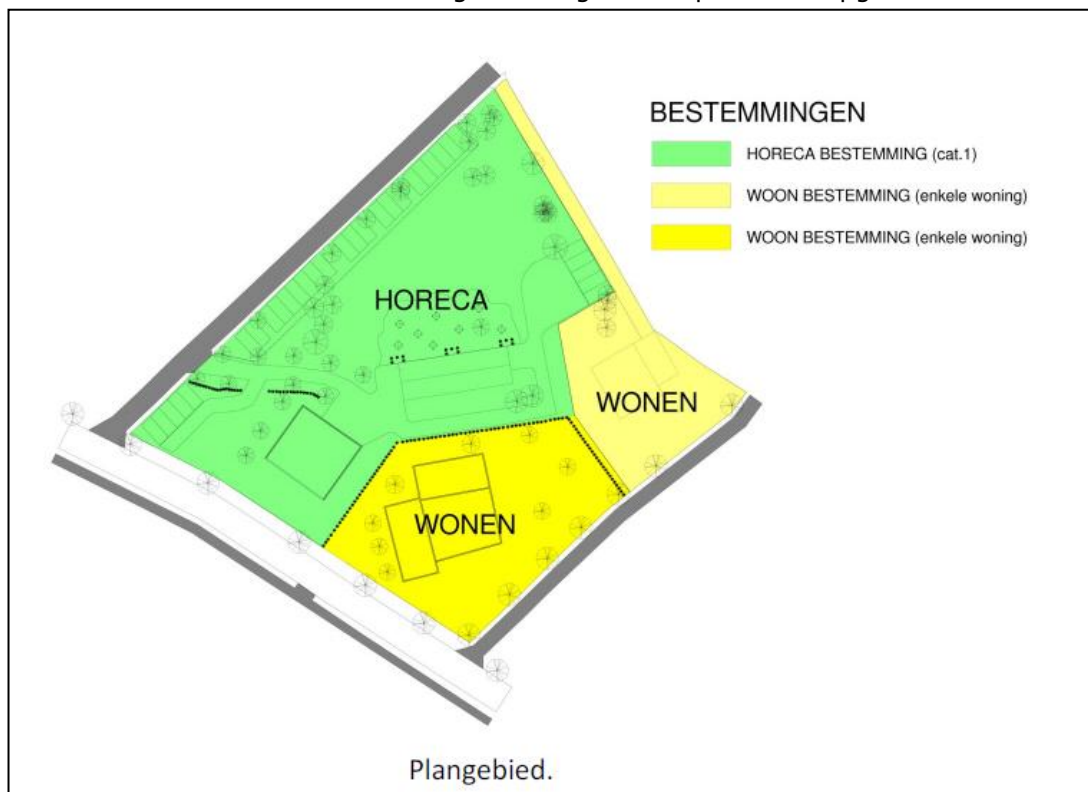 BESTEMMINGEN
HORECA BESTEMMING (cat.1)
WOON BESTEMMING (enkele woning)
WOON BESTEMMING (enkele woning)
HORECA
WONEN
WONEN
Plangebied.